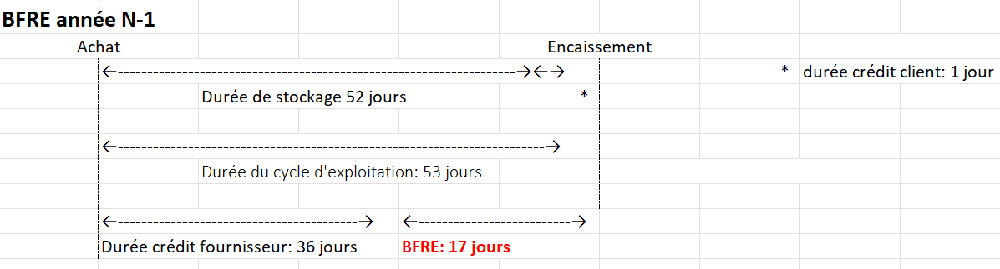 BFRE année N-1
Achat Encaissement
* durée crédit client: 1 jour
Durée de stockage 52 jours *
Durée du cycle d'exploitation: 53 jours
Durée crédit fournisseur: 36 jours BFRE: 17 jours